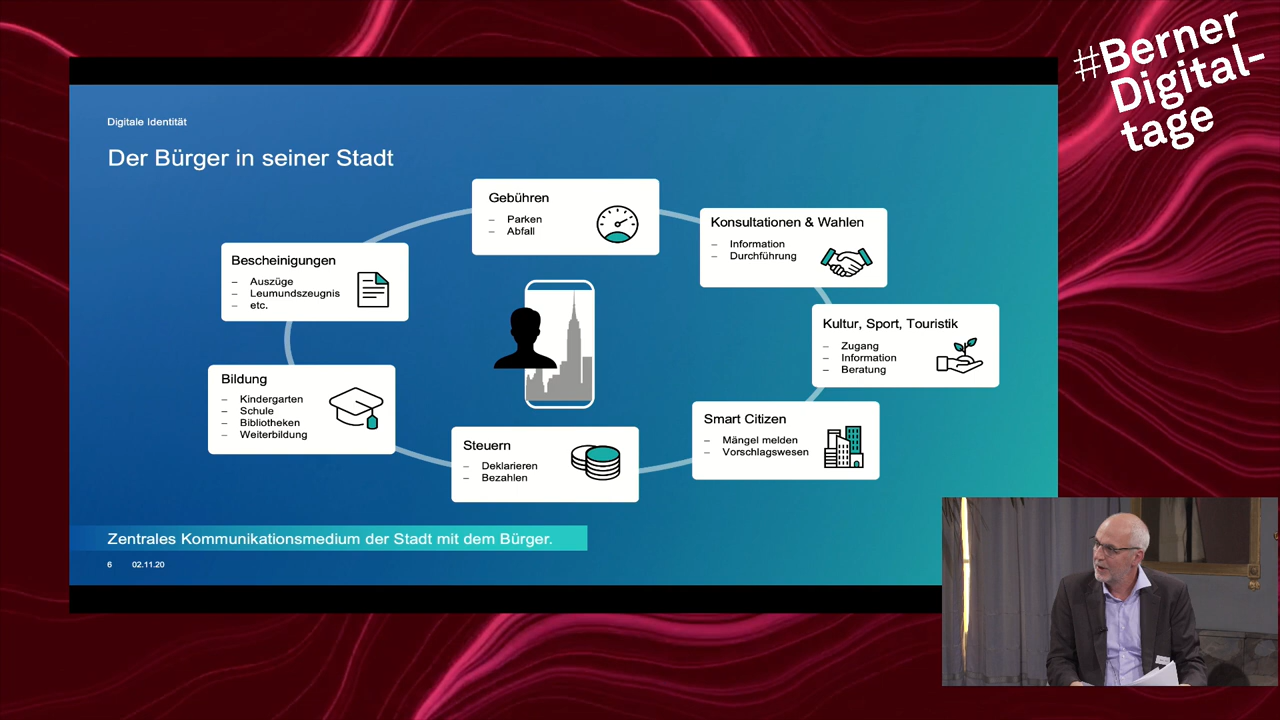 #Berner
Digital-
tage
Digitale Identität
Der Bürger in seiner Stadt
Gebühren
– Parken
– Abfall
Konsultationen & Wahlen
– Information
– Durchführung
Bescheinigungen
– Auszüge
– Leumundszeugnis
– etc.
Kultur, Sport, Touristik
– Zugang
– Information
– Beratung
Bildung
– Kindergarten
– Schule
– Bibliotheken
– Weiterbildung
Smart Citizen
– Mängel melden
– Vorschlagswesen
Steuern
– Deklarieren
– Bezahlen
Zentrales Kommunikationsmedium der Stadt mit dem Bürger.
6 02.11.20